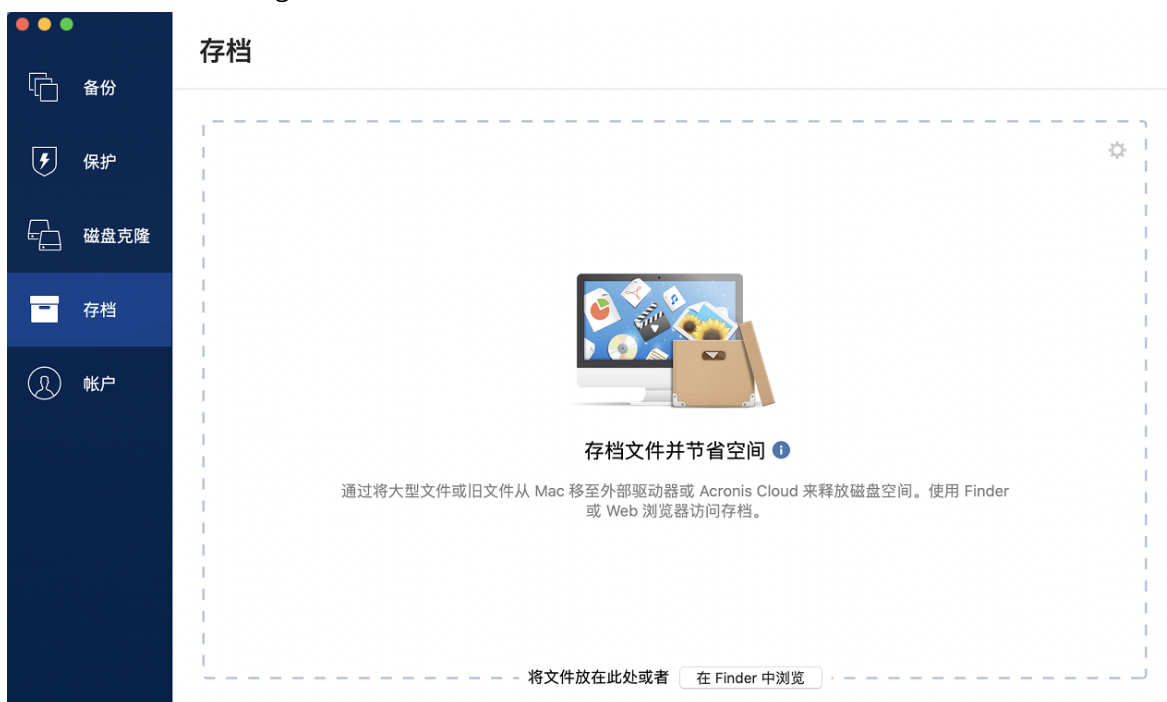 存档
备份
保护
磁盘克隆
存档
帐户
存档文件并节省空间
通过将大型文件或旧文件从 Mac 移至外部驱动器或 Acronis Cloud 来释放磁盘空间。使用 Finder
或 Web 浏览器访问存档。
将文件放在此处或者 在 Finder 中浏览